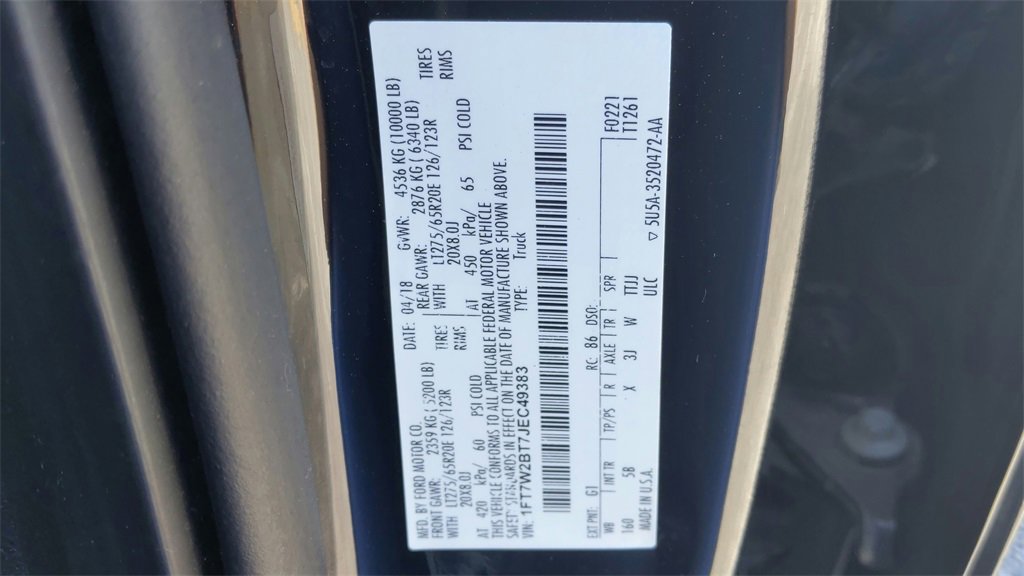 MFD. BY FORD MOTOR CO.
DATE: 04/18 GVWR: 4536 KG (10000 LB)
FRONT GAWR: 2359 KG ( 5200 LB) REAR GAWR: 2876 KG ( 6340 LB)
WITH LT275/65R20E 126/123R TIRES WITH LT275/65R20E 126/123R TIRES
20X8.0J RIMS 20X8.0J RIMS
AT 420 kPa/ 60 PSI COLD AT 450 kPa/ 65 PSI COLD
THIS VEHICLE CONFORMS TO ALL APPLICABLE FEDERAL MOTOR VEHICLE
SAFETY STANDARDS IN EFFECT ON THE DATE OF MANUFACTURE SHOWN ABOVE.
VIN: 1FT7W2BT7JEC49383 TYPE: Truck
EXT PNT: G1 RC: 86 DSO: F0221
WB INTTR TP/PS R AXLE TR SPR T1261
160 5B X 3J W TTJJ
MADE IN U.S.A. ULC ▽ 5U5A-3520472-AA